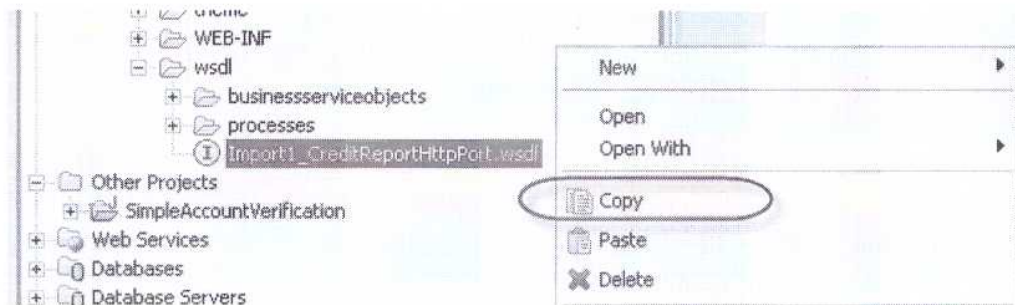 theme
WEB-INF
wsdl
businessserviceobjects
processes
Import1_CreditReportHttpPort.wsdl
Other Projects
SimpleAccountVerification
Web Services
Databases
Database Servers
New
Open
Open With
Copy
Paste
Delete